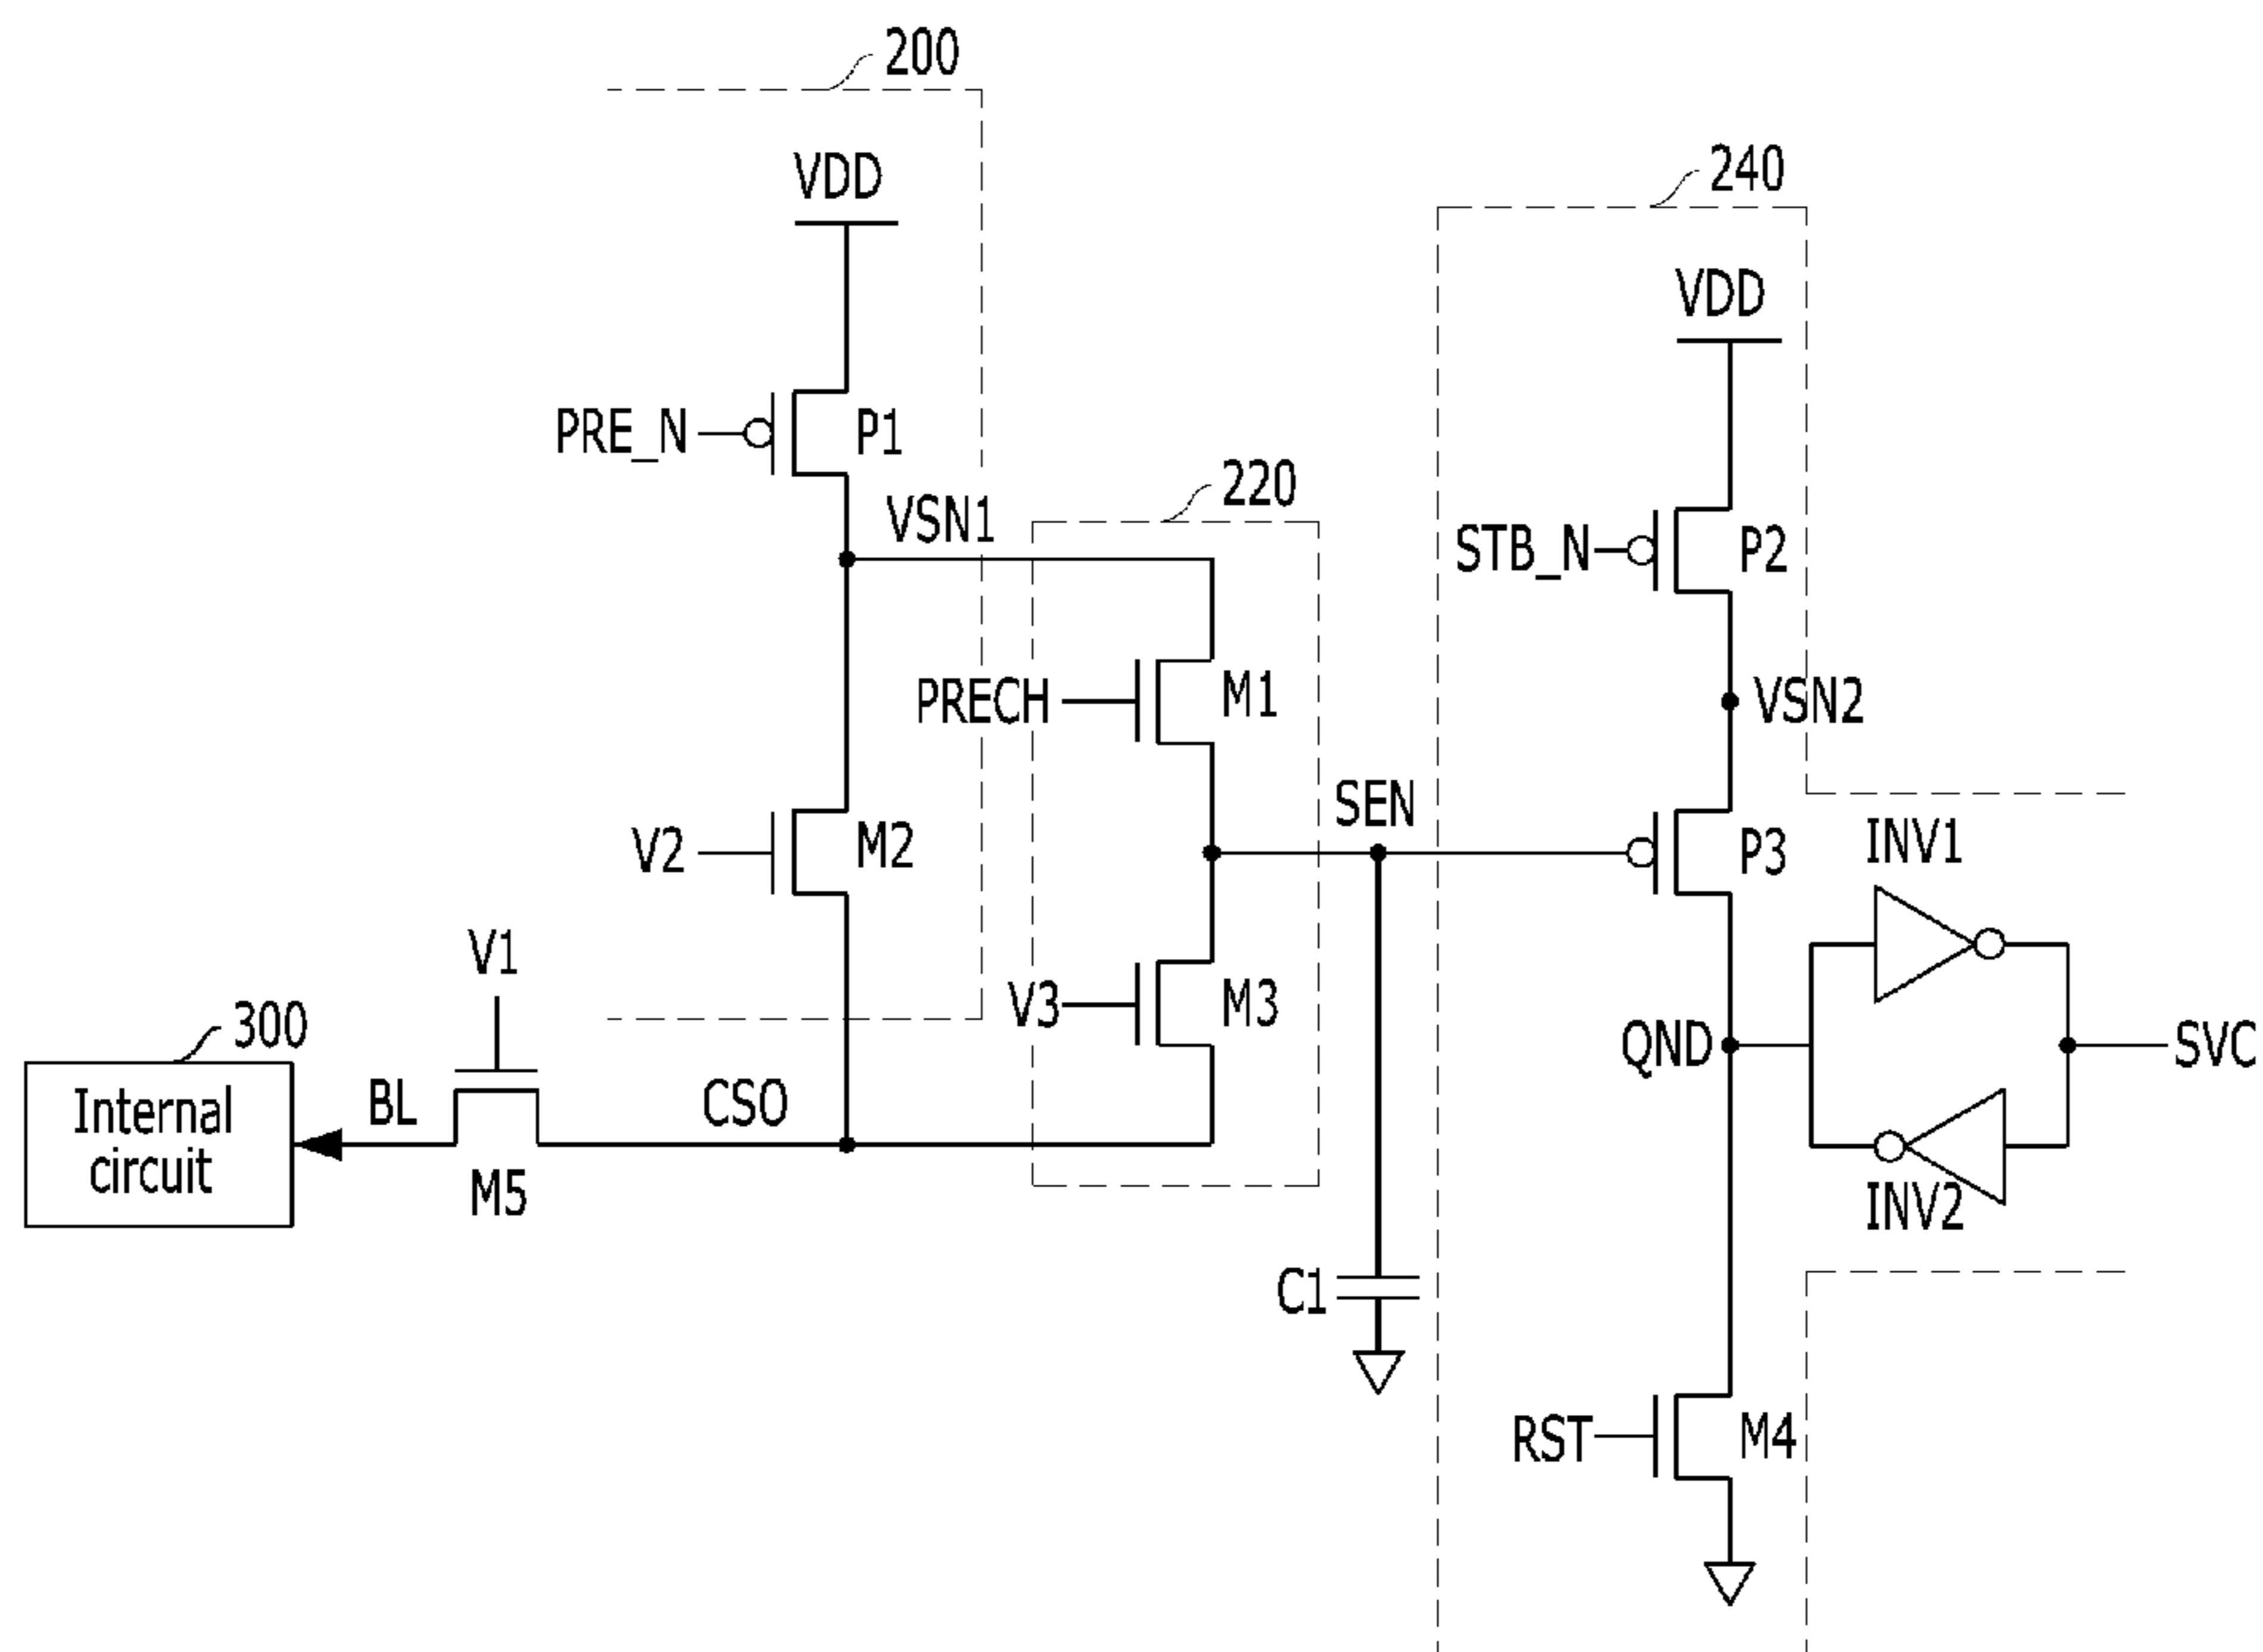 200
VDD
240
VDD
PRE_N
P1
220
VSN1
STB_N
P2
PRECH
M1
VSN2
SEN
V2
M2
P3
INV1
V1
V3
M3
300
QND
SVC
Internal
circuit
BL
CSO
M5
INV2
C1
RST
M4